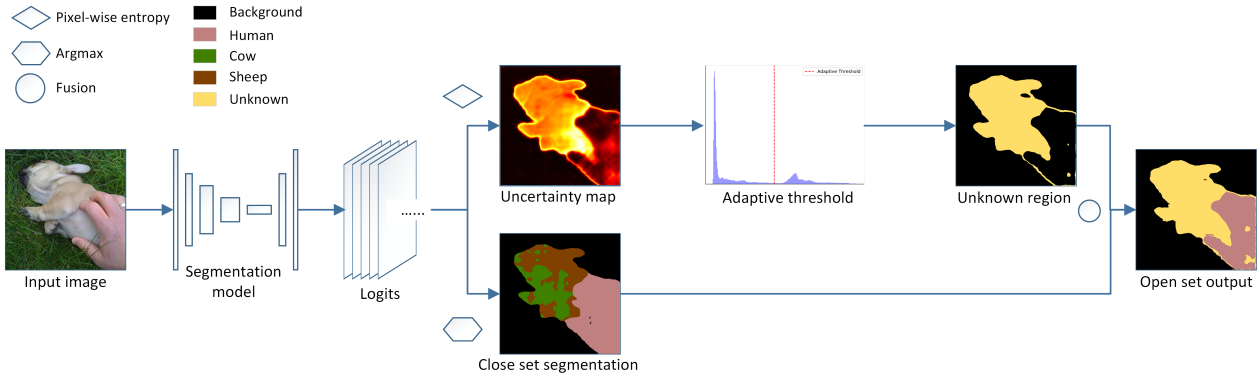 Pixel-wise entropy
Argmax
Fusion
Background
Human
Cow
Sheep
Unknown
Input image
Segmentation
model
......
Logits
Uncertainty map
Adaptive Threshold
Adaptive threshold
Unknown region
Close set segmentation
Open set output